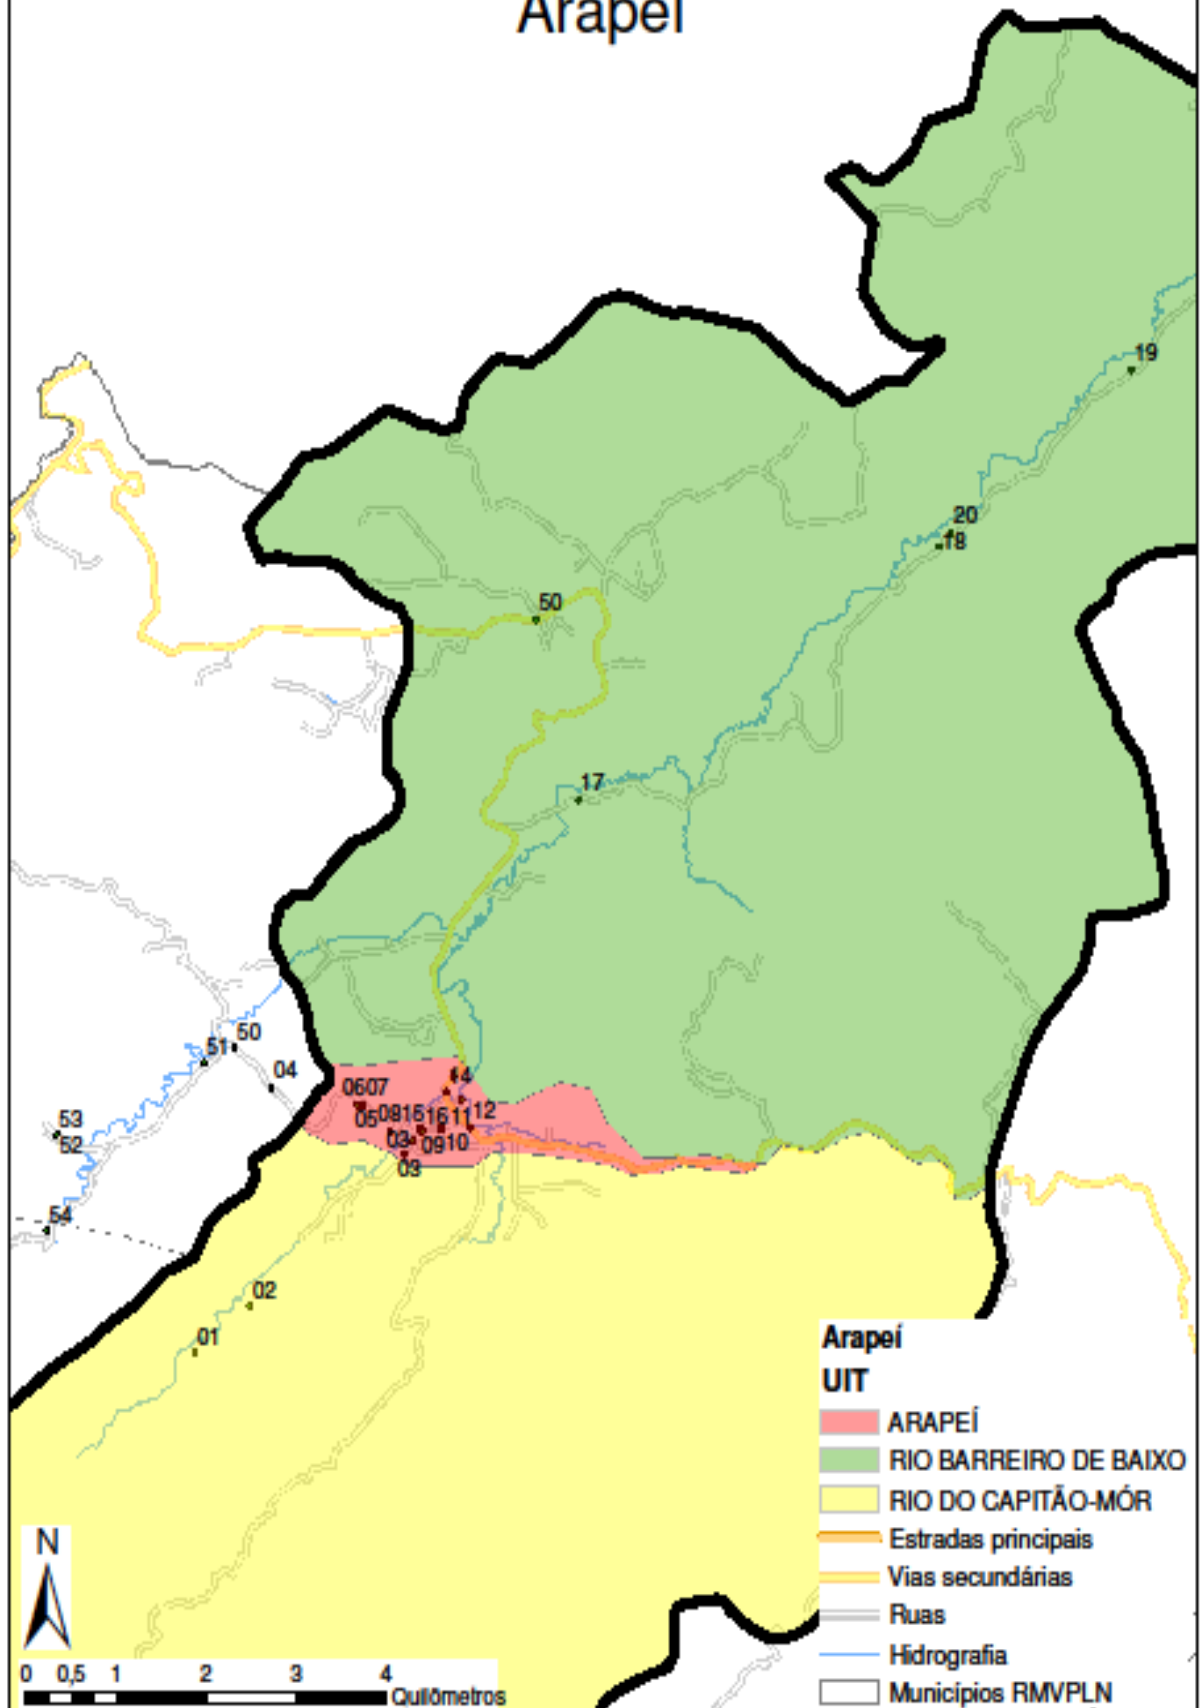 Arapeí
19
20
18
50
17
50
51
04
53
52
54
14
0607
05
08
16
16
11
12
03
09
10
03
02
01
Arapeí
UIT
ARAPEÍ
RIO BARREIRO DE BAIXO
RIO DO CAPITÃO-MÓR
Estradas principais
Vias secundárias
Ruas
Hidrografia
Municípios RMVPLN
N
0 0,5 1 2 3 4
Quilômetros